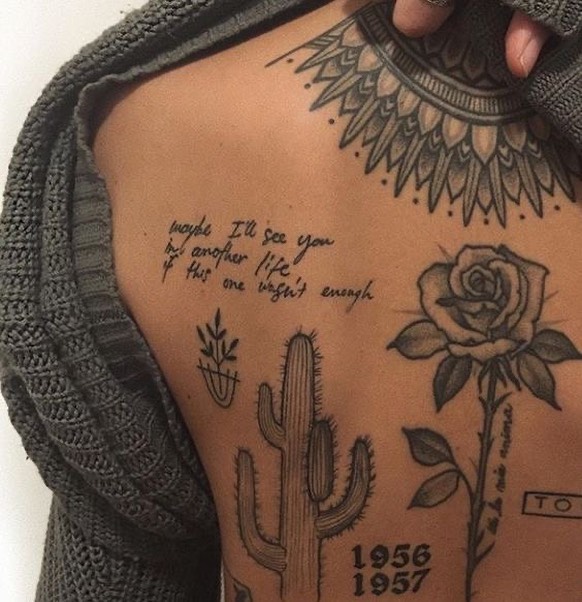 maybe I'll see you
in another life
if this one wasn't enough
1956
1957
TO